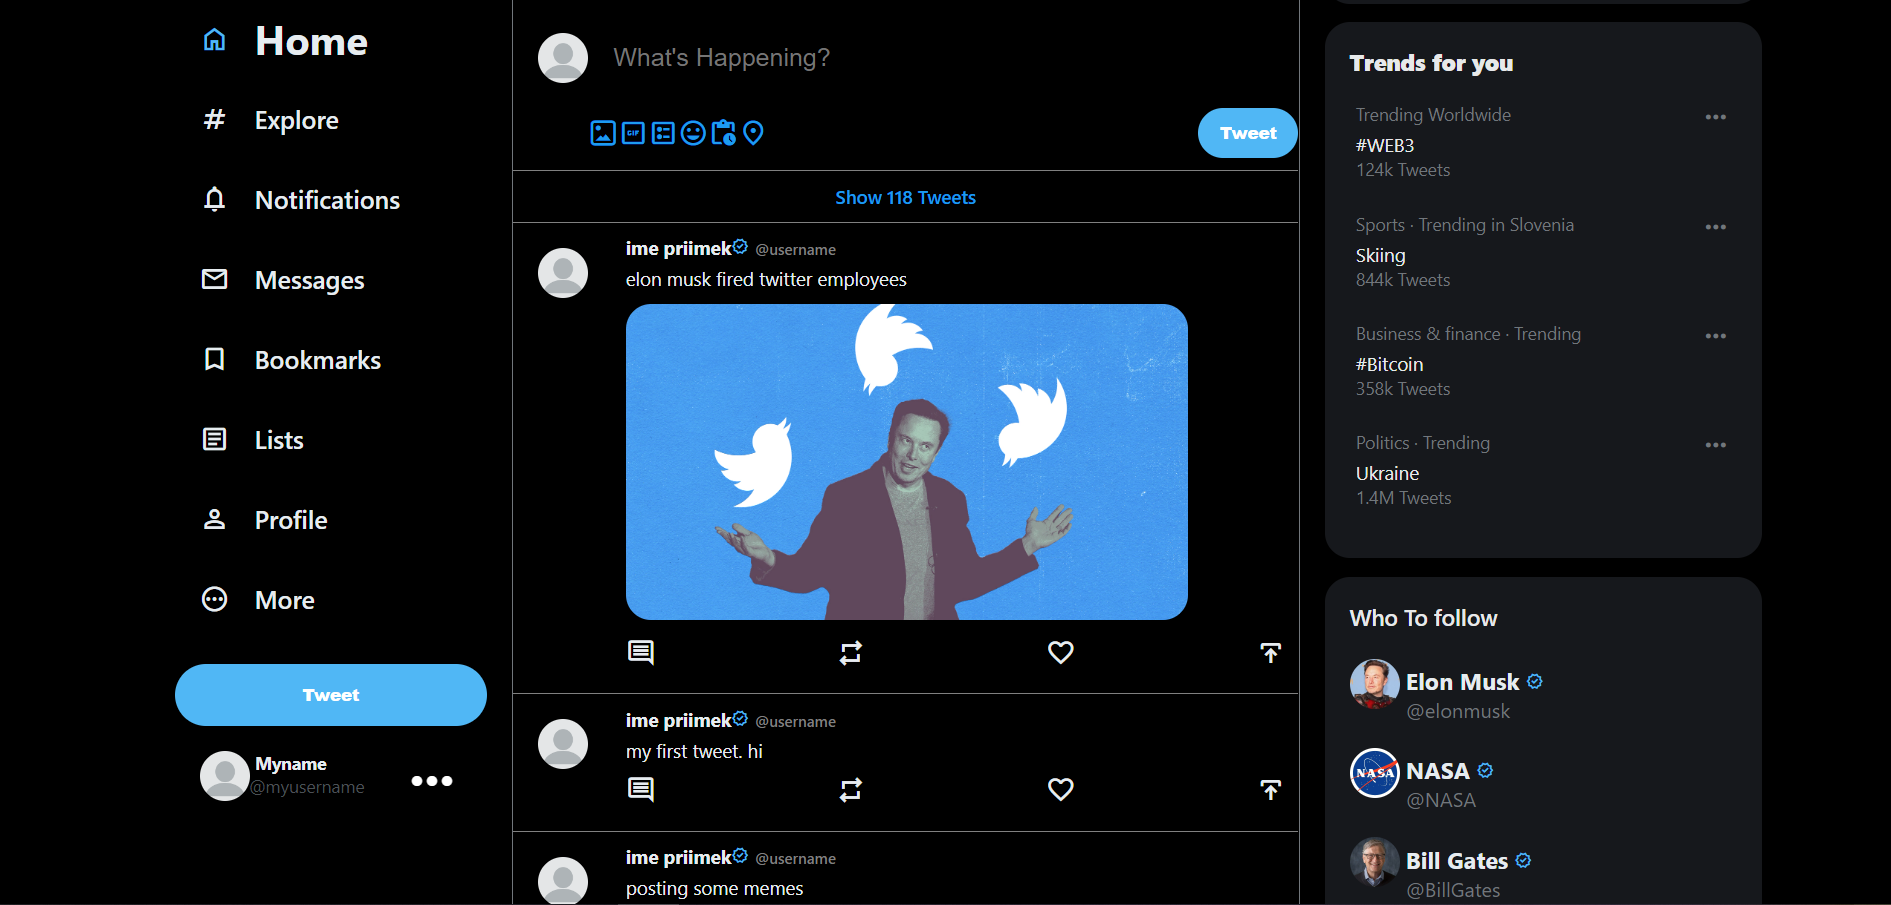 Home
Explore
Notifications
Messages
Bookmarks
Lists
Profile
More
Tweet
Myname
@myusername
What's Happening?
GIF
Tweet
Show 118 Tweets
ime priimek @username
elon musk fired twitter employees
ime priimek @username
my first tweet. hi
ime priimek @username
posting some memes
Trends for you
Trending Worldwide
#WEB3
124k Tweets
Sports · Trending in Slovenia
Skiing
844k Tweets
Business & finance · Trending
#Bitcoin
358k Tweets
Politics · Trending
Ukraine
1.4M Tweets
Who To follow
Elon Musk
@elonmusk
NASA
NASA
@NASA
Bill Gates
@BillGates